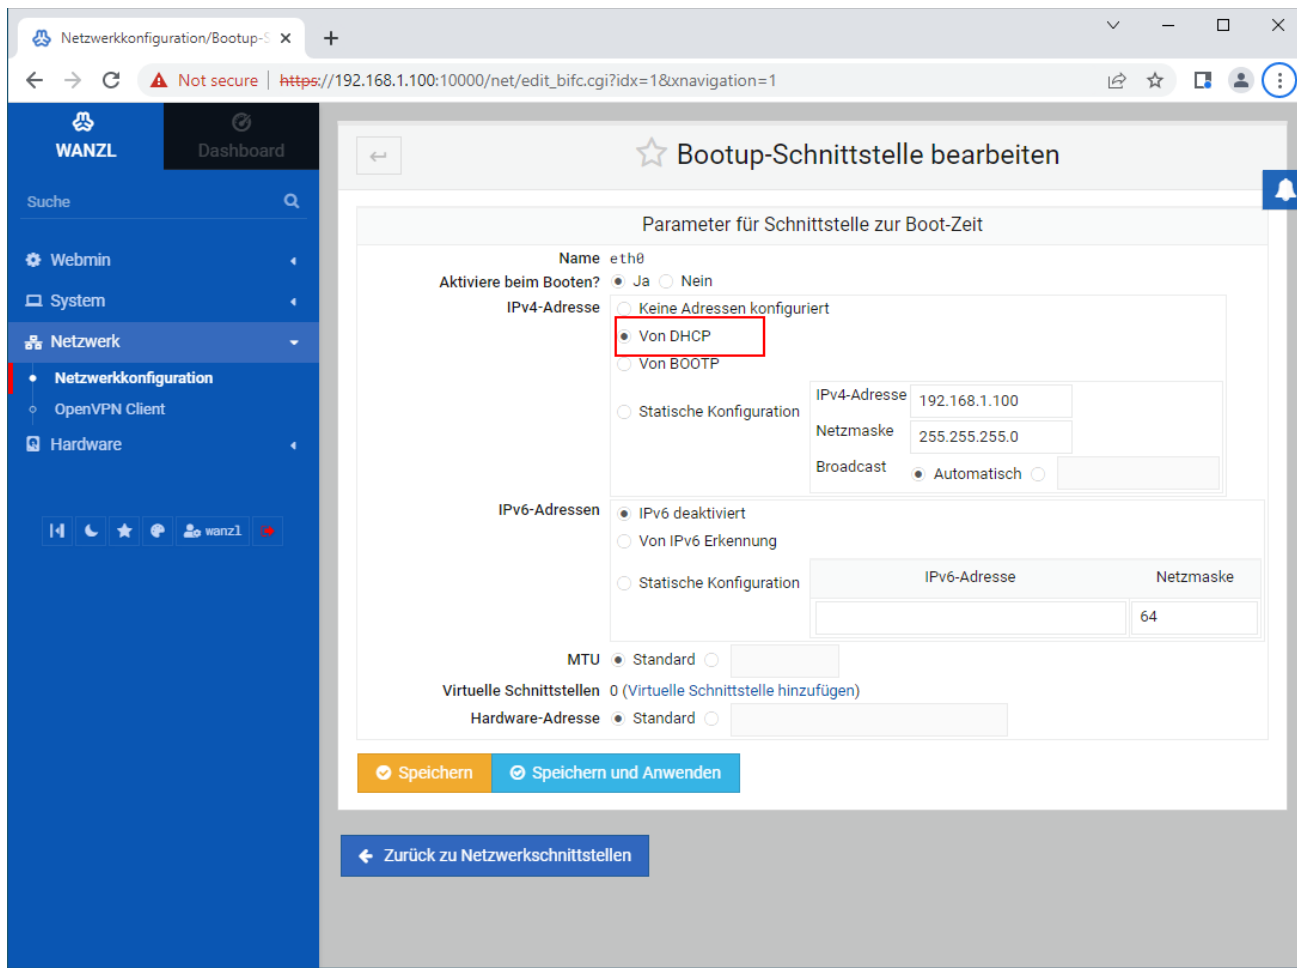 Netzwerkkonfiguration/Bootup-S
Not secure | https://192.168.1.100:10000/net/edit_bifc.cgi?idx=1&xnavigation=1
WANZL
Dashboard
Suche
Webmin
System
Netzwerk
Netzwerkkonfiguration
OpenVPN Client
Hardware
wanzl
Bootup-Schnittstelle bearbeiten
Parameter für Schnittstelle zur Boot-Zeit
Name eth0
Aktiviere beim Booten? Ja Nein
IPv4-Adresse Keine Adressen konfiguriert
Von DHCP
Von BOOTP
Statische Konfiguration
IPv4-Adresse 192.168.1.100
Netzmaske 255.255.255.0
Broadcast Automatisch
IPv6-Adressen IPv6 deaktiviert
Von IPv6 Erkennung
Statische Konfiguration
IPv6-Adresse Netzmaske
64
MTU Standard
Virtuelle Schnittstellen 0 (Virtuelle Schnittstelle hinzufügen)
Hardware-Adresse Standard
Speichern
Speichern und Anwenden
Zurück zu Netzwerkschnittstellen